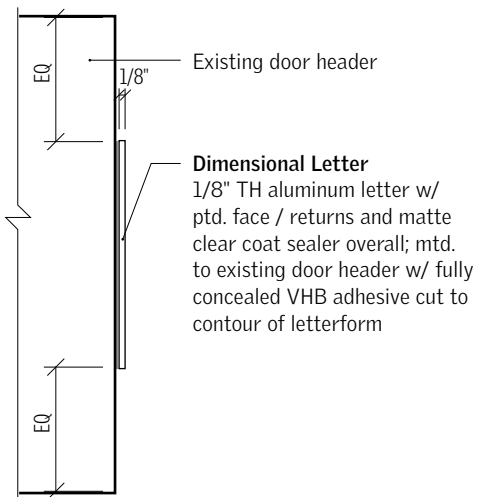 EQ
1/8"
Existing door header
Dimensional Letter
1/8" TH aluminum letter w/
ptd. face / returns and matte
clear coat sealer overall; mtd.
to existing door header w/ fully
concealed VHB adhesive cut to
contour of letterform
EQ